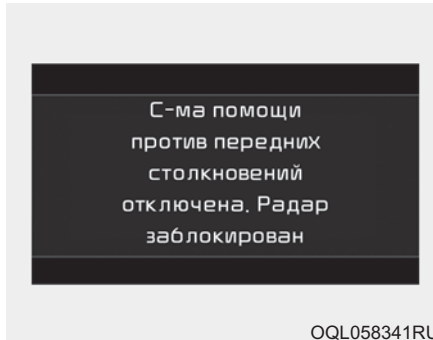 С-ма помощи
против передних
столкновений
отключена. Радар
заблокирован
OQL058341RU